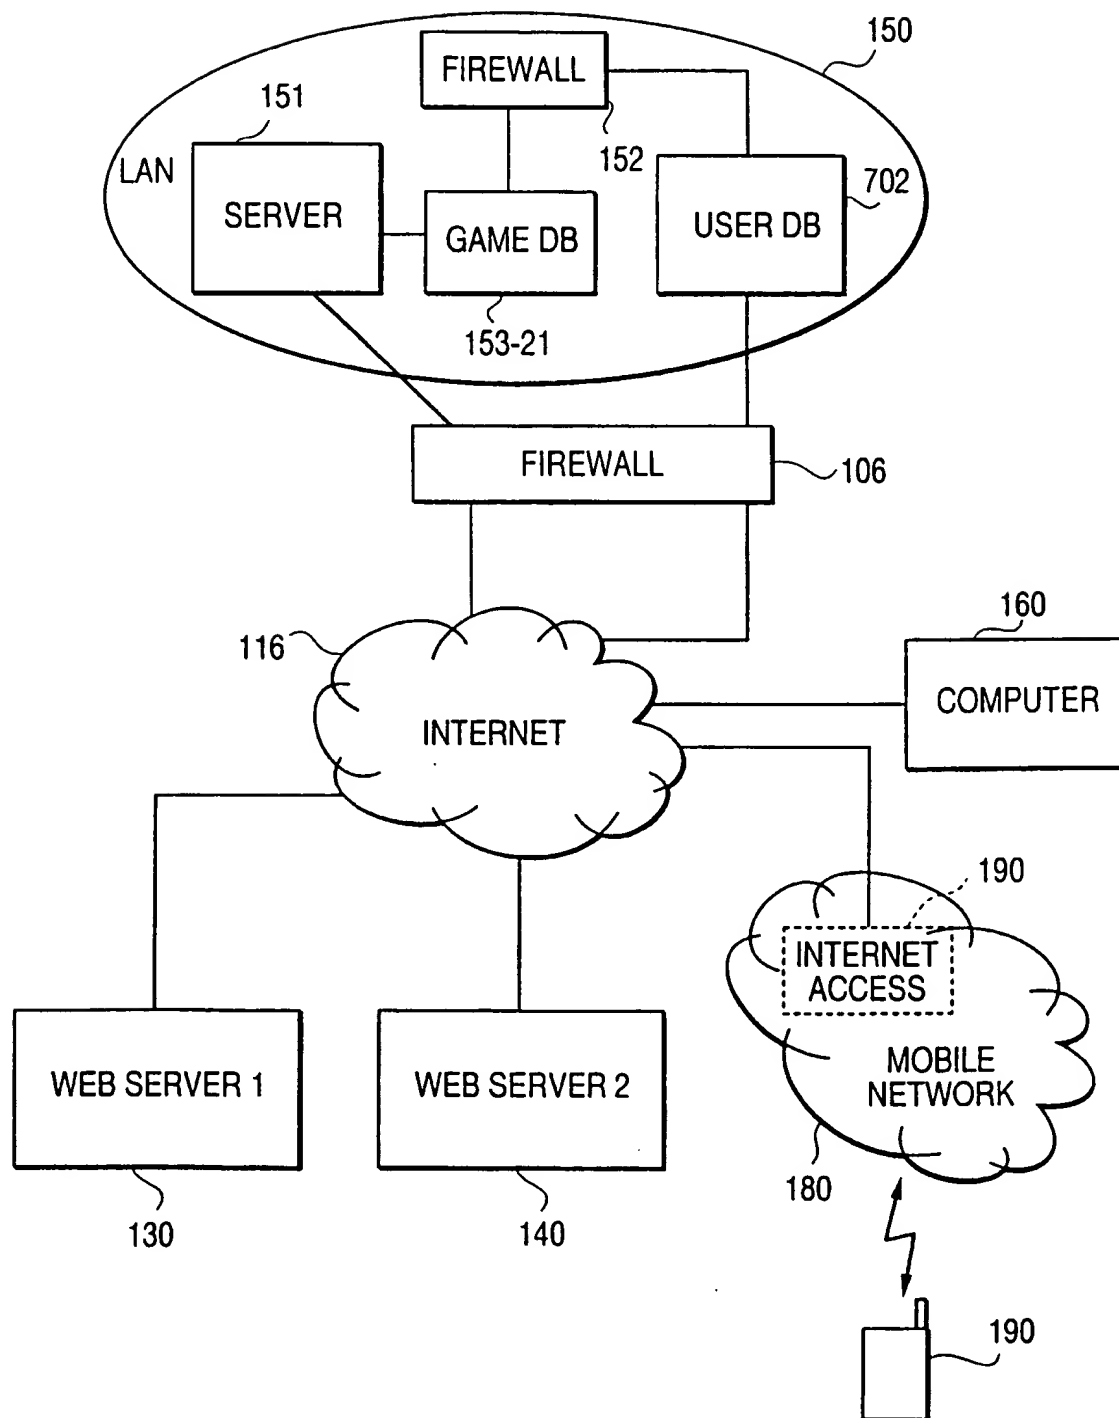 150
FIREWALL
151
152
LAN
702
SERVER
GAME DB
USER DB
153-21
FIREWALL
106
160
116
COMPUTER
INTERNET
190
INTERNET
ACCESS
MOBILE
NETWORK
WEB SERVER 1
WEB SERVER 2
180
130
140
190